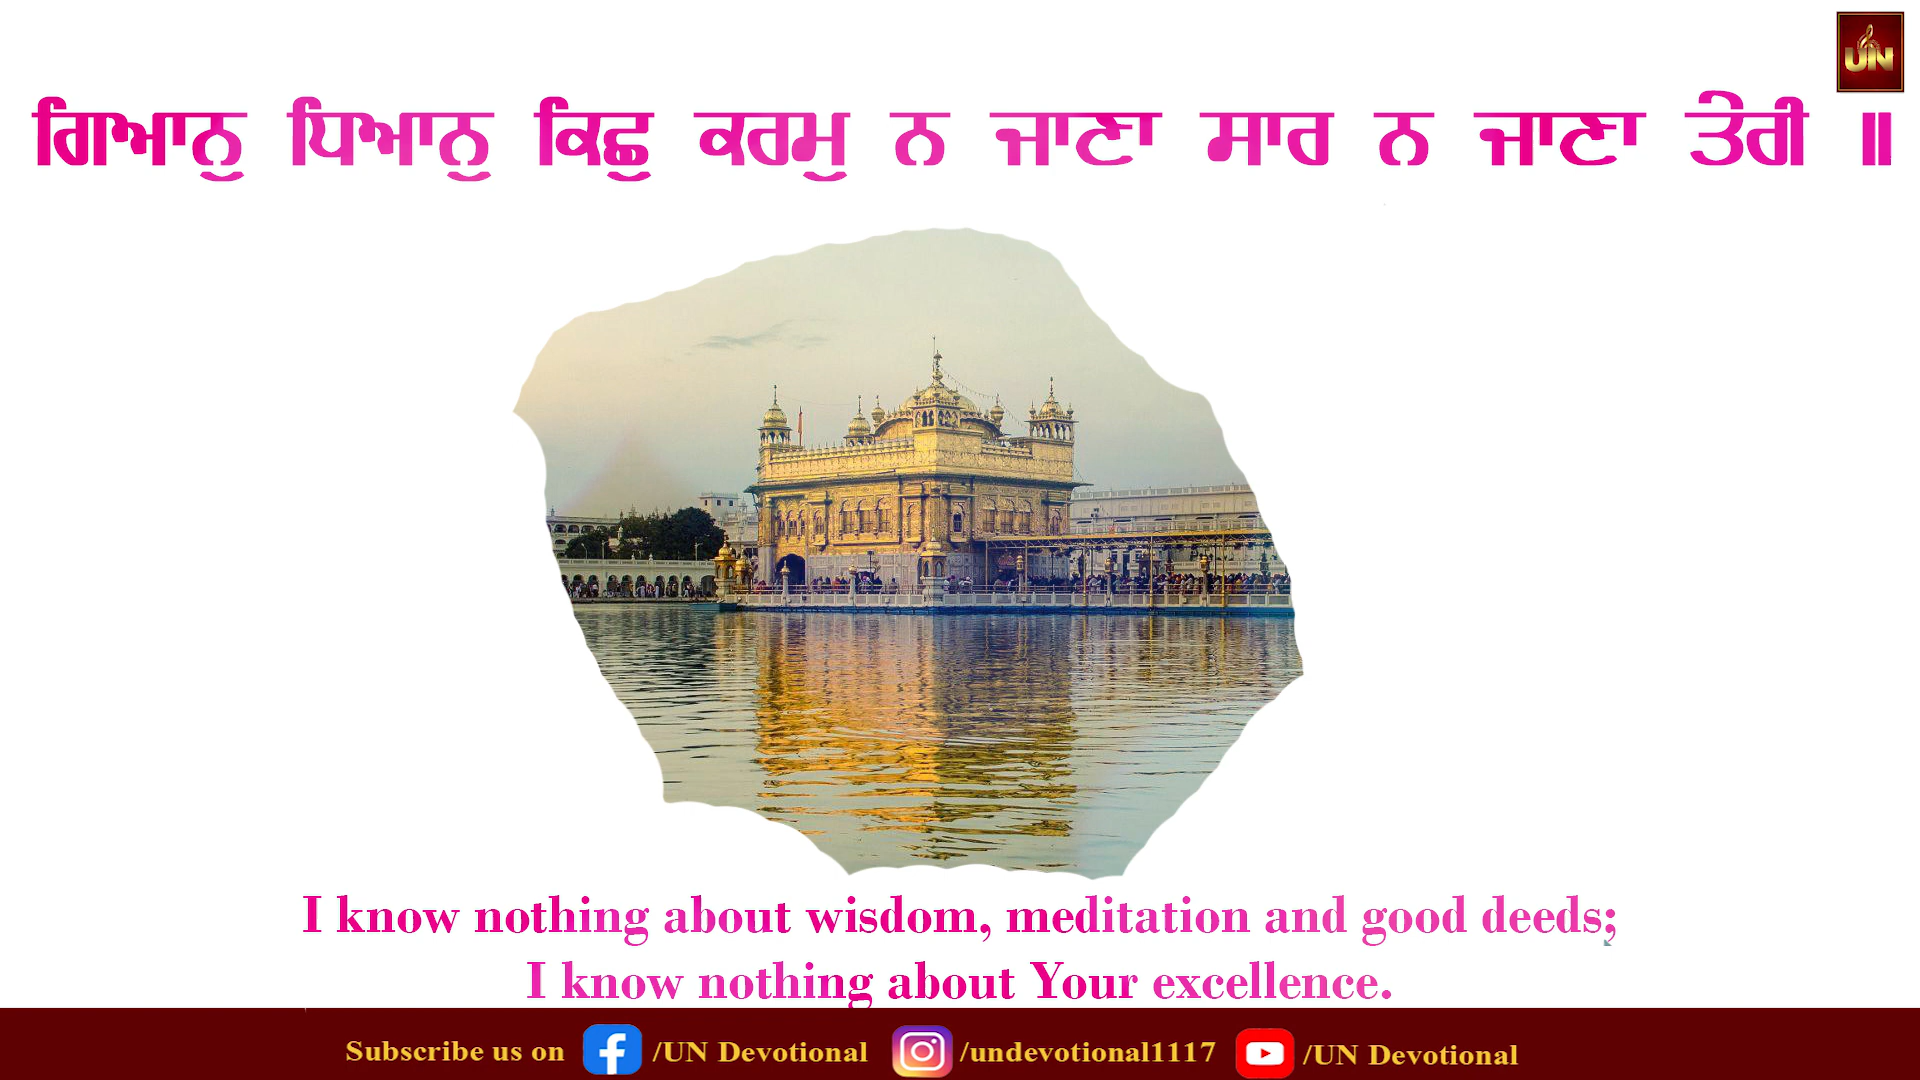 UN
ਗਿਆਨੁ ਧਿਆਨੁ ਕਿਛੁ ਕਰਮੁ ਨ ਜਾਣਾ ਸਾਰ ਨ ਜਾਣਾ ਤੇਰੀ ॥
I know nothing about wisdom, meditation and good deeds;
I know nothing about Your excellence.
Subscribe us on /UN Devotional /undevotional1117 /UN Devotional